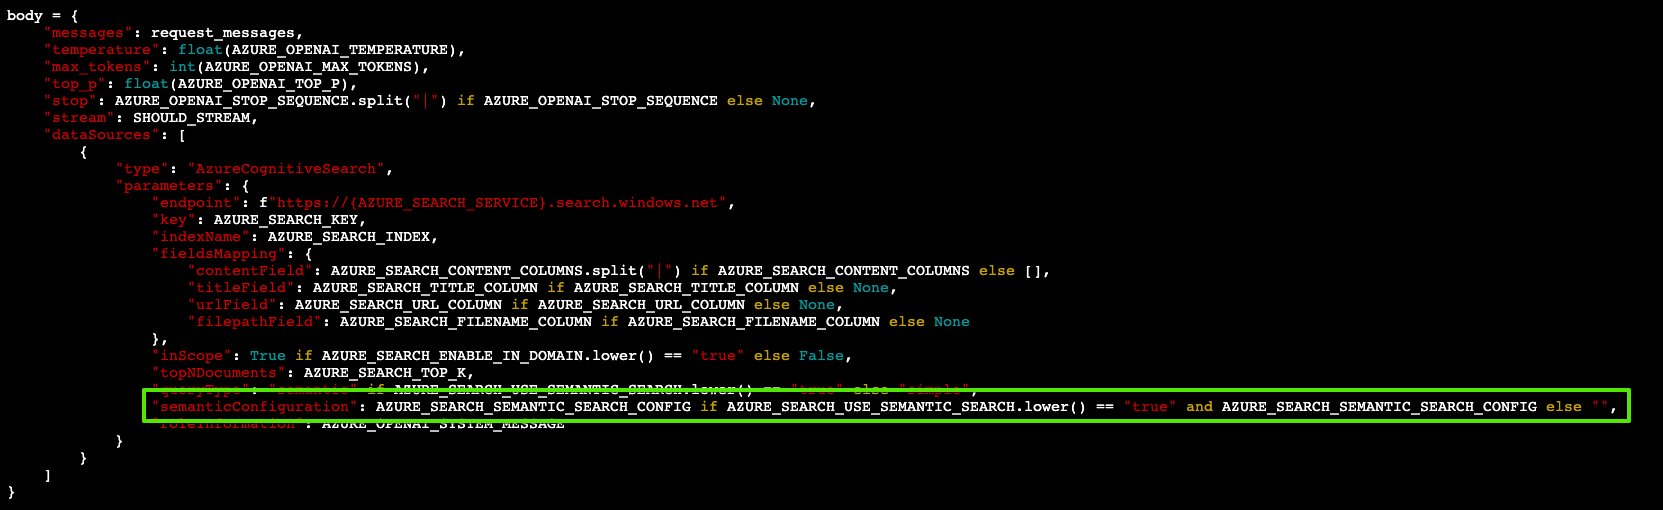 body = {
    "messages": request_messages,
    "temperature": float(AZURE_OPENAI_TEMPERATURE),
    "max_tokens": int(AZURE_OPENAI_MAX_TOKENS),
    "top_p": float(AZURE_OPENAI_TOP_P),
    "stop": AZURE_OPENAI_STOP_SEQUENCE.split("|") if AZURE_OPENAI_STOP_SEQUENCE else None,
    "stream": SHOULD_STREAM,
    "dataSources": [
        {
            "type": "AzureCognitiveSearch",
            "parameters": {
                "endpoint": f"https://{AZURE_SEARCH_SERVICE}.search.windows.net",
                "key": AZURE_SEARCH_KEY,
                "indexName": AZURE_SEARCH_INDEX,
                "fieldsMapping": {
                    "contentField": AZURE_SEARCH_CONTENT_COLUMNS.split("|") if AZURE_SEARCH_CONTENT_COLUMNS else [],
                    "titleField": AZURE_SEARCH_TITLE_COLUMN if AZURE_SEARCH_TITLE_COLUMN else None,
                    "urlField": AZURE_SEARCH_URL_COLUMN if AZURE_SEARCH_URL_COLUMN else None,
                    "filepathField": AZURE_SEARCH_FILENAME_COLUMN if AZURE_SEARCH_FILENAME_COLUMN else None
                },
                "inScope": True if AZURE_SEARCH_ENABLE_IN_DOMAIN.lower() == "true" else False,
                "topNDocuments": AZURE_SEARCH_TOP_K,
                "queryType": "semantic" if AZURE_SEARCH_USE_SEMANTIC_SEARCH.lower() == "true" else "simple",
                "semanticConfiguration": AZURE_SEARCH_SEMANTIC_SEARCH_CONFIG if AZURE_SEARCH_USE_SEMANTIC_SEARCH.lower() == "true" and AZURE_SEARCH_SEMANTIC_SEARCH_CONFIG else "",
                "roleInformation": AZURE_OPENAI_SYSTEM_MESSAGE
            }
        }
    ]
}